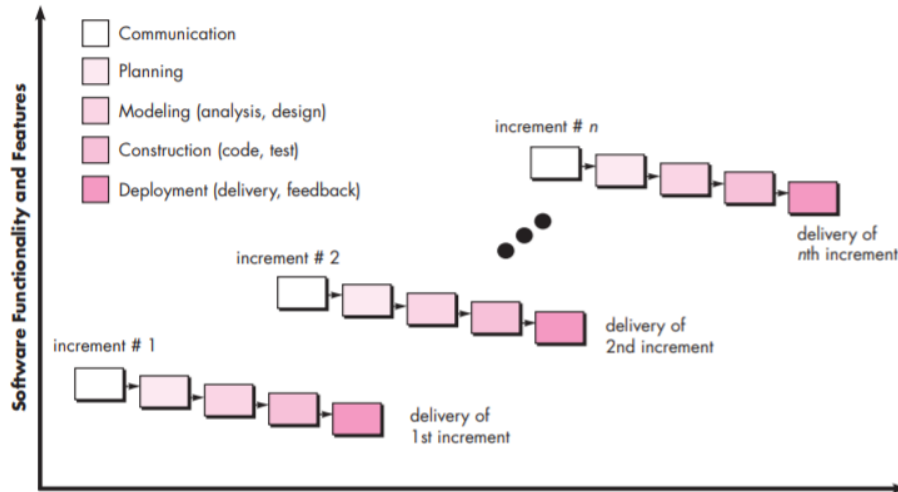 Software Functionality and Features
Communication
Planning
Modeling (analysis, design)
Construction (code, test)
Deployment (delivery, feedback)
increment # n
delivery of
nth increment
increment # 2
delivery of
2nd increment
increment # 1
delivery of
1st increment